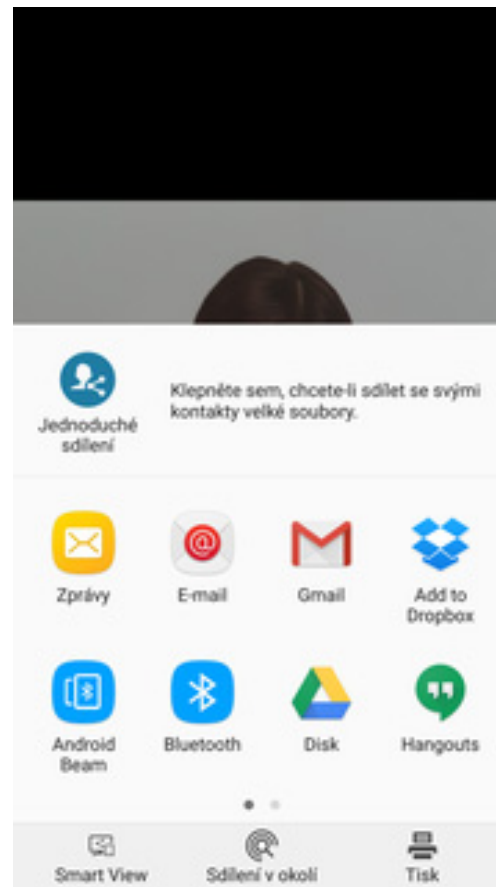 Klepněte sem, chcete-li sdílet se svými
kontakty velké soubory.
Jednoduché
sdílení
Zprávy
E-mail
Gmail
Add to
Dropbox
Android
Beam
Bluetooth
Disk
Hangouts
Smart View
Sdílení v okolí
Tisk